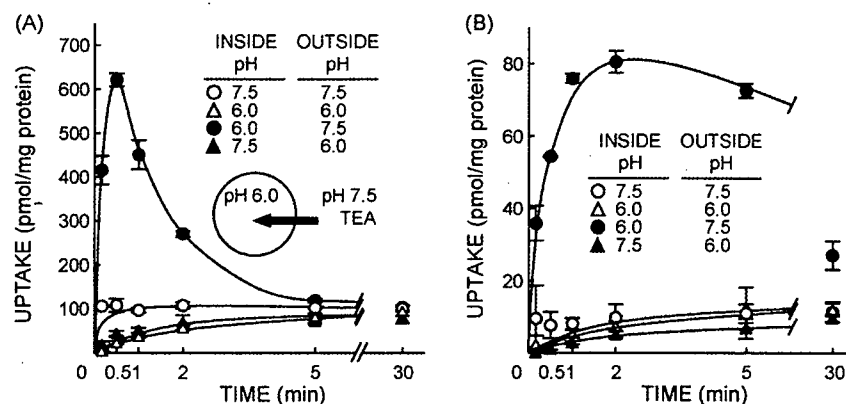 (A)
UPTAKE (pmol/mg protein)
700
600
500
400
300
200
100
0
0.5
1
2
5
30
TIME (min)
INSIDE OUTSIDE
pH pH
○ 7.5 7.5
△ 6.0 6.0
● 6.0 7.5
▲ 7.5 6.0
pH 6.0
pH 7.5
TEA
(B)
UPTAKE (pmol/mg protein)
80
60
40
20
0
0.5
1
2
5
30
TIME (min)
INSIDE OUTSIDE
pH pH
○ 7.5 7.5
△ 6.0 6.0
● 6.0 7.5
▲ 7.5 6.0